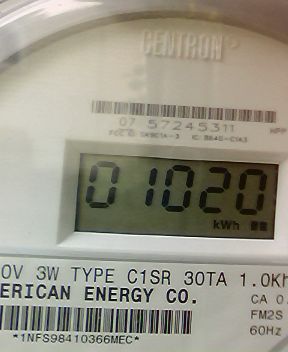 CENTRON®
07 57245311
01020
kWh
0V 3W TYPE C1SR 30TA 1.0Kh
ERICAN ENERGY CO.
CA 0.
FM2S
60Hz
*1NFS98410366MEC*